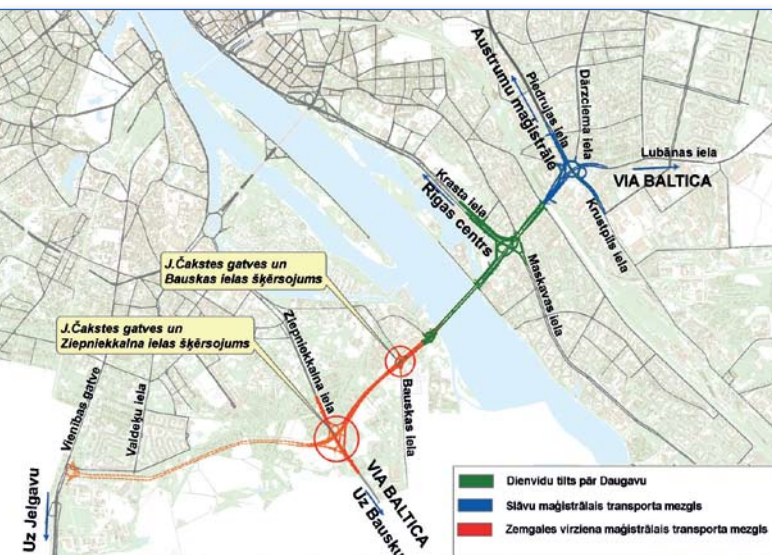 Austrumu maģistrāle
Piedrujas iela
Dārzciema iela
Lubānas iela
VIA BALTICA
Krasta iela
Rīgas centrs
Krustpils iela
Maskavas iela
J.Čakstes gatves un
Bauskas ielas šķērsojums
J.Čakstes gatves un
Ziepniekkalna ielas šķērsojums
Ziepniekkalna iela
Bauskas iela
Vienības gatve
Valdeķu iela
VIA BALTICA
Uz Bausku
Uz Jelgavu
Dienvidu tilts pār Daugavu
Slāvu maģistrālais transporta mezgls
Zemgales virziena maģistrālais transporta mezgls